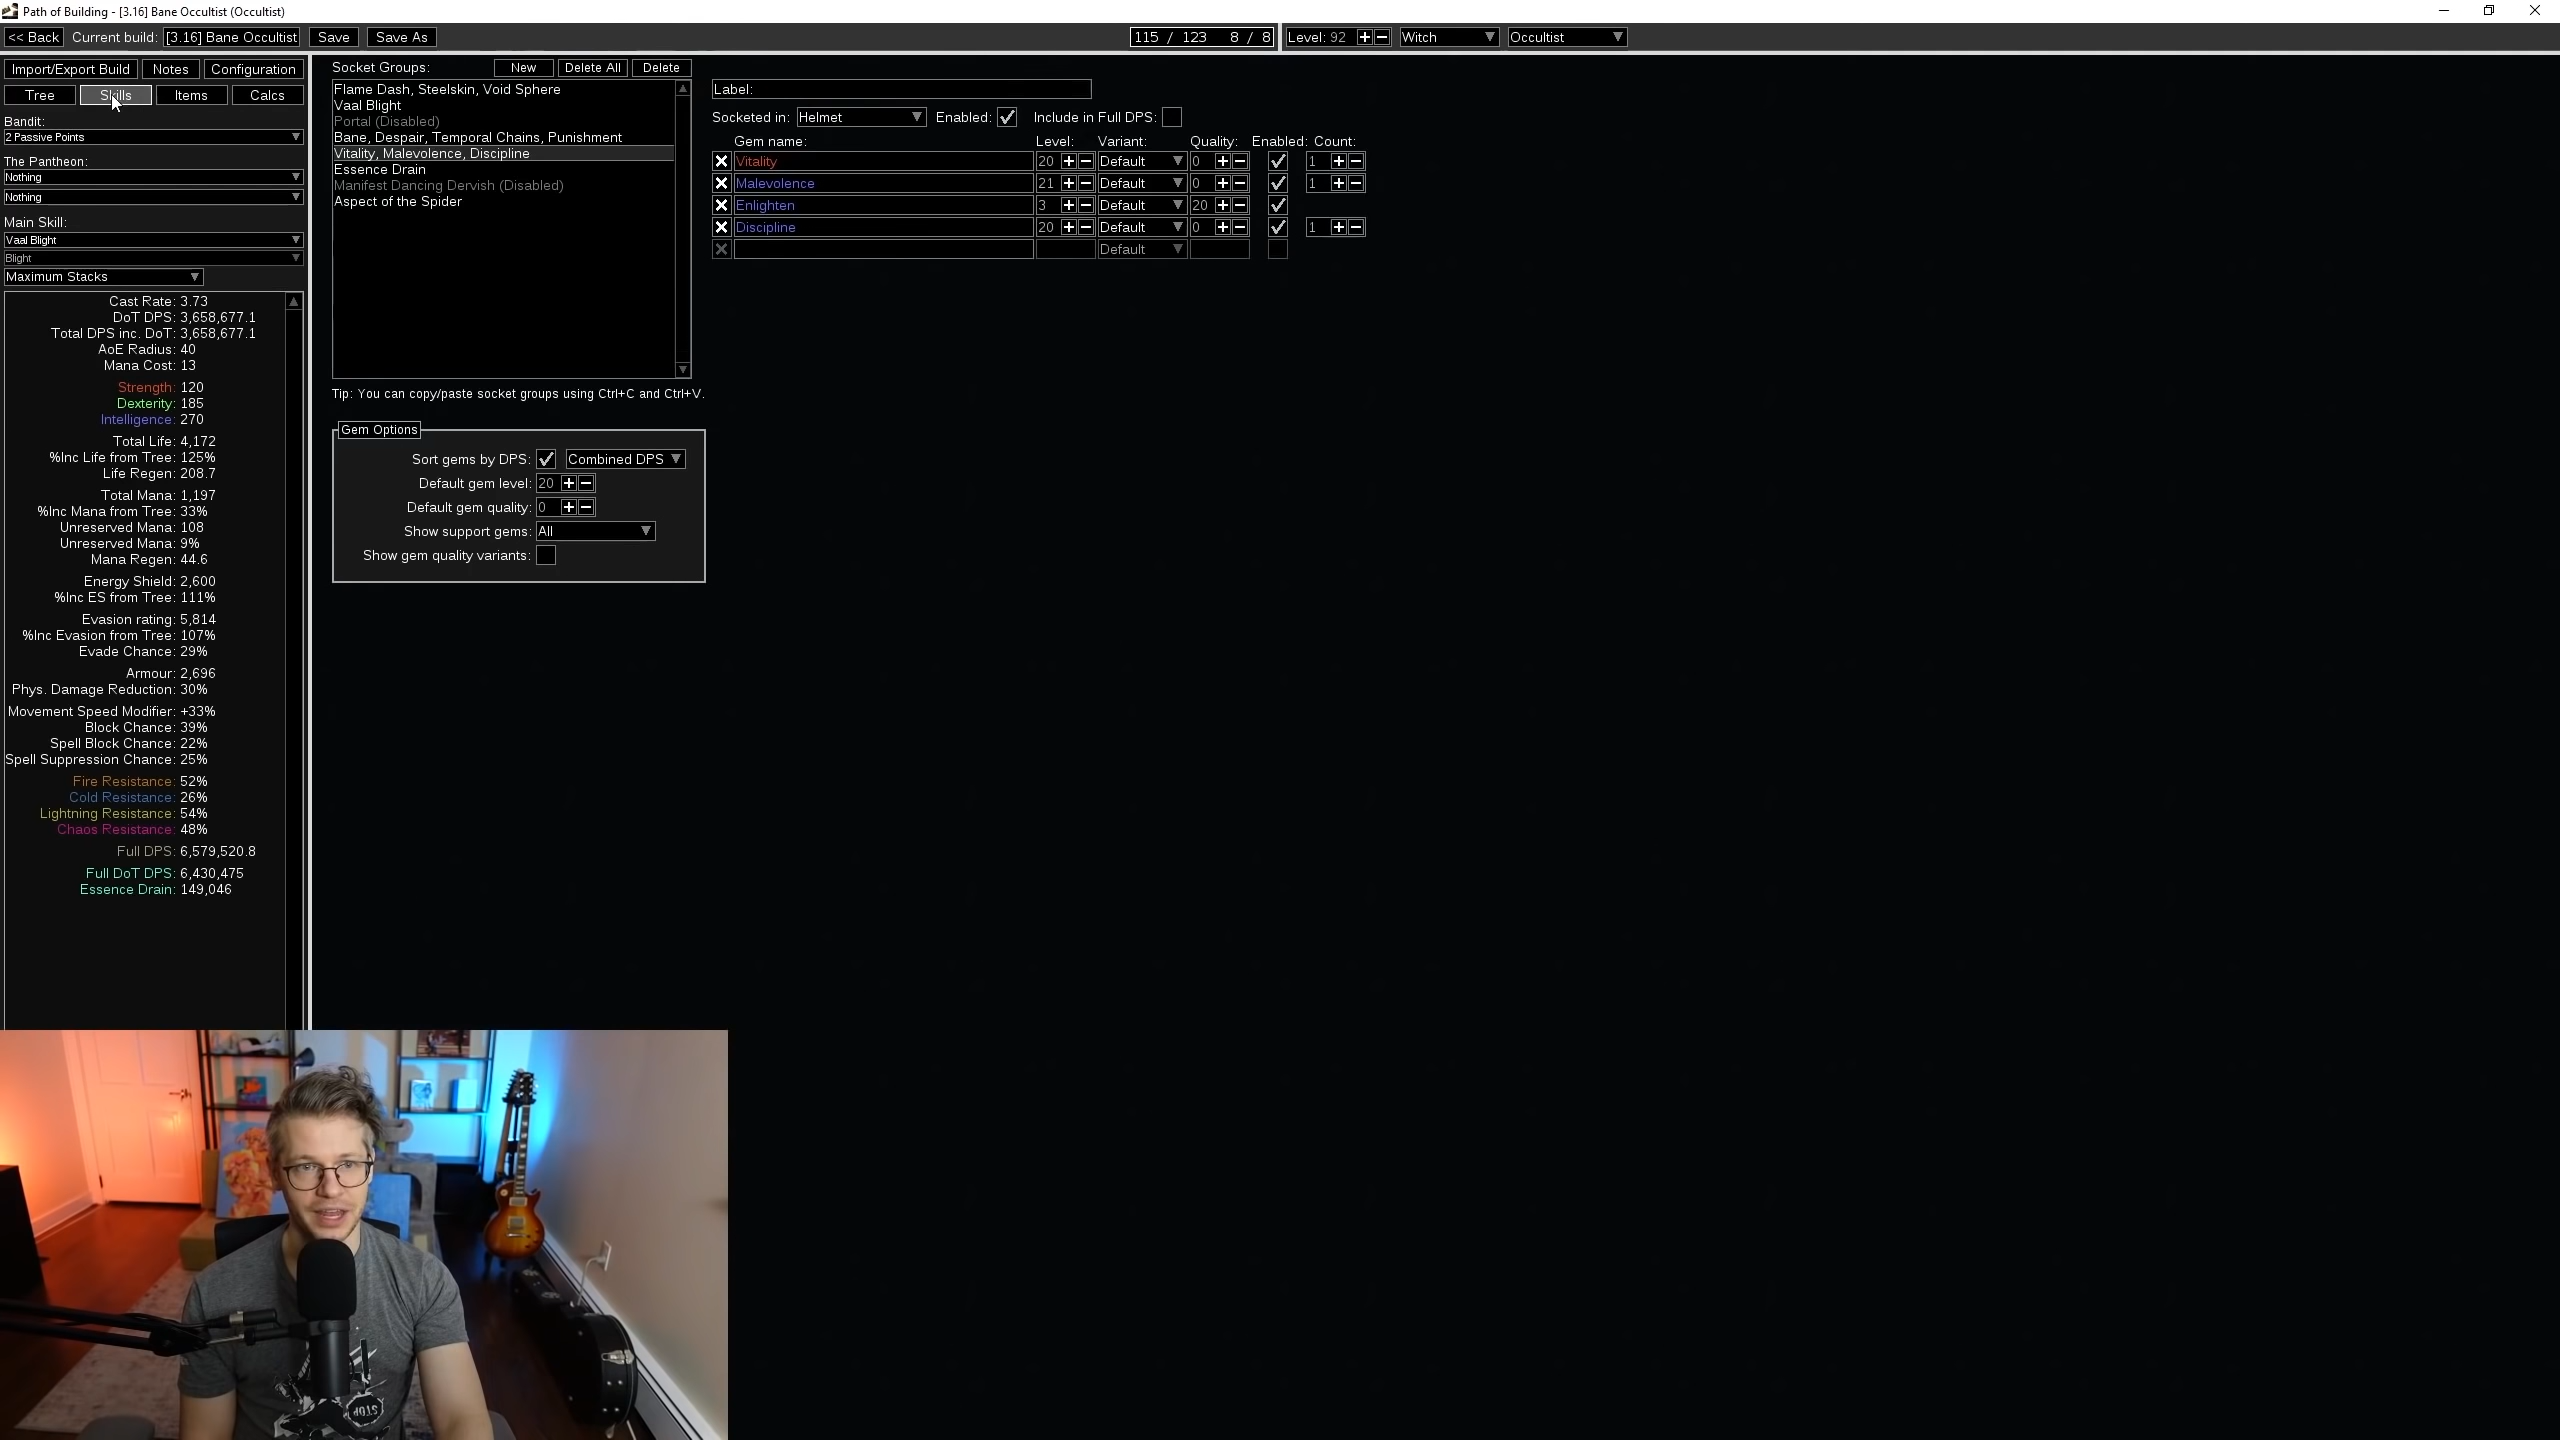 Path of Building - [3.16] Bane Occultist (Occultist)
<< Back Current build: [3.16] Bane Occultist Save Save As 115 / 123 8 / 8 Level: 92 Witch Occultist
Import/Export Build Notes Configuration
Tree Skills Items Calcs
Bandit:
2 Passive Points
The Pantheon:
Nothing
Nothing
Main Skill:
Vaal Blight
Blight
Maximum Stacks
Cast Rate: 3.73
DoT DPS: 3,658,677.1
Total DPS inc. DoT: 3,658,677.1
AoE Radius: 40
Mana Cost: 13
Strength: 120
Dexterity: 185
Intelligence: 270
Total Life: 4,172
%Inc Life from Tree: 125%
Life Regen: 208.7
Total Mana: 1,197
%Inc Mana from Tree: 33%
Unreserved Mana: 108
Unreserved Mana: 9%
Mana Regen: 44.6
Energy Shield: 2,600
%Inc ES from Tree: 111%
Evasion rating: 5,814
%Inc Evasion from Tree: 107%
Evade Chance: 29%
Armour: 2,696
Phys. Damage Reduction: 30%
Movement Speed Modifier: +33%
Block Chance: 39%
Spell Block Chance: 22%
Spell Suppression Chance: 25%
Fire Resistance: 52%
Cold Resistance: 26%
Lightning Resistance: 54%
Chaos Resistance: 48%
Full DPS: 6,579,520.8
Full DoT DPS: 6,430,475
Essence Drain: 149,046
Socket Groups: New Delete All Delete
Flame Dash, Steelskin, Void Sphere
Vaal Blight
Portal (Disabled)
Bane, Despair, Temporal Chains, Punishment
Vitality, Malevolence, Discipline
Essence Drain
Manifest Dancing Dervish (Disabled)
Aspect of the Spider
Tip: You can copy/paste socket groups using Ctrl+C and Ctrl+V.
Gem Options
Sort gems by DPS: Combined DPS
Default gem level: 20
Default gem quality: 0
Show support gems: All
Show gem quality variants:
Label:
Socketed in: Helmet Enabled: Include in Full DPS:
Gem name: Level: Variant: Quality: Enabled: Count:
Vitality 20 Default 0 1
Malevolence 21 Default 0 1
Enlighten 3 Default 20
Discipline 20 Default 0 1
Default
STOP